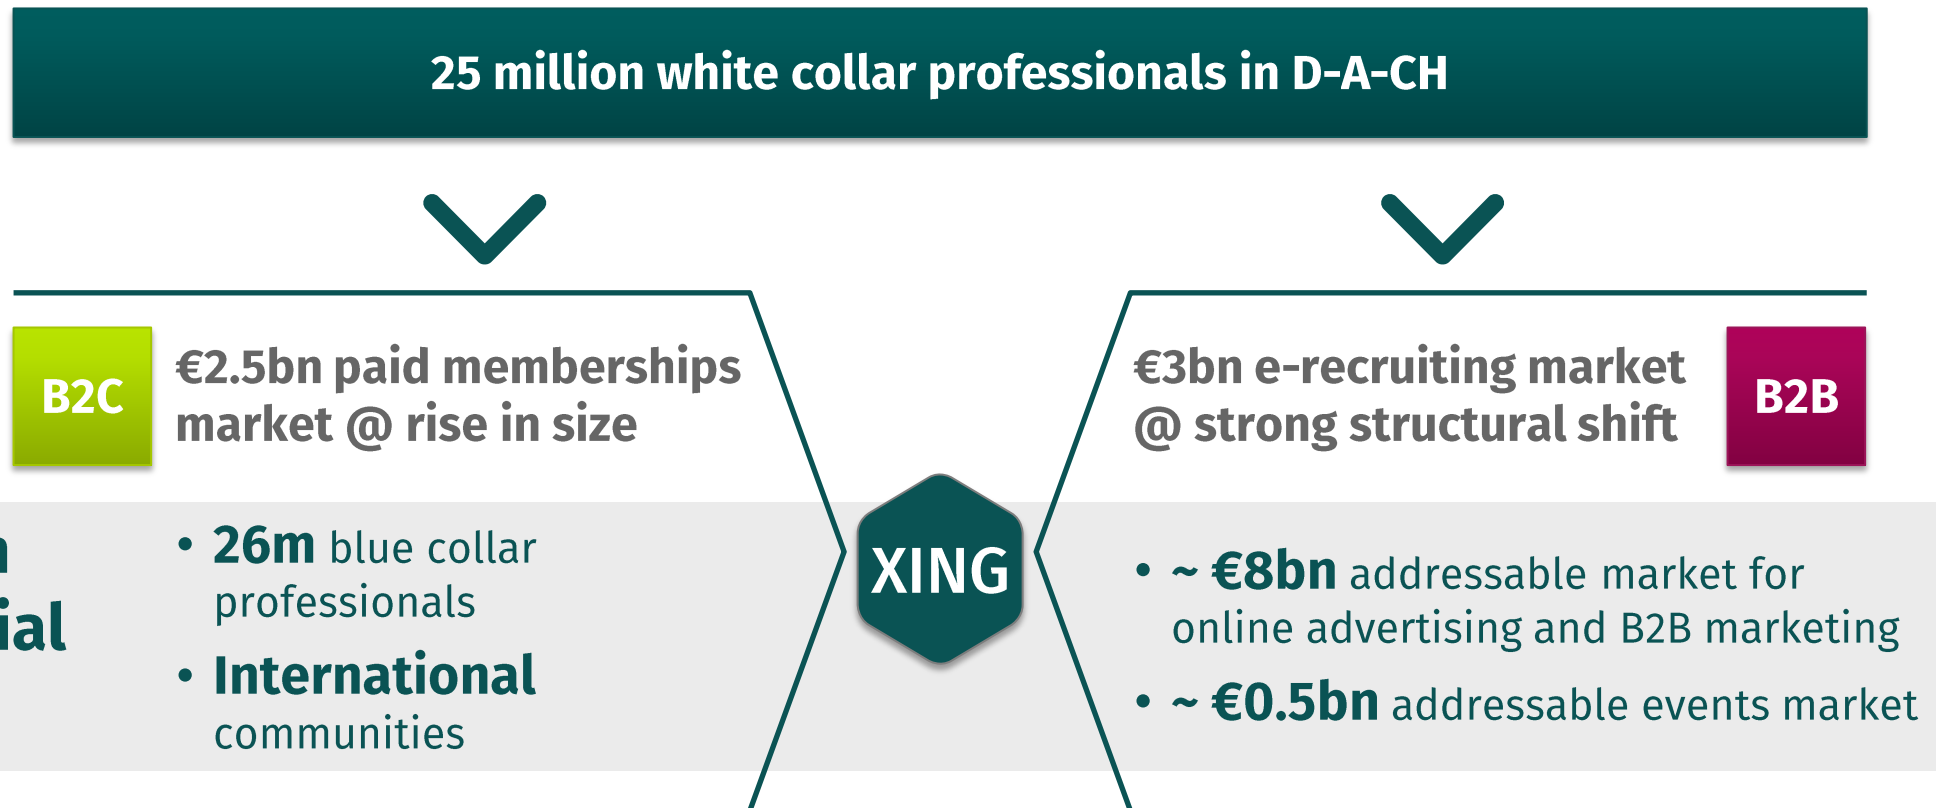 25 million white collar professionals in D-A-CH
B2C
€2.5bn paid memberships
market @ rise in size
€3bn e-recruiting market
@ strong structural shift
B2B
• 26m blue collar
professionals
• International
communities
XING
• ~ €8bn addressable market for
online advertising and B2B marketing
• ~ €0.5bn addressable events market